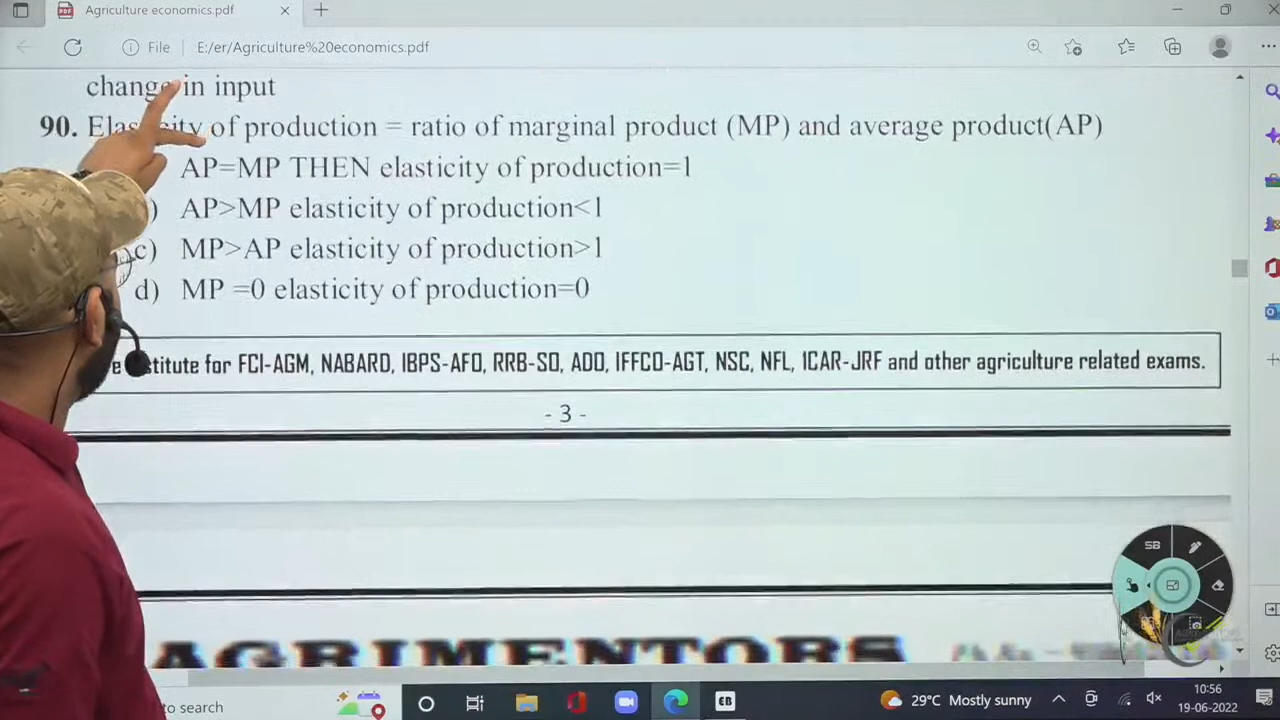 Agriculture economics.pdf
File E:/er/Agriculture%20economics.pdf
change in input
90. Elasticity of production = ratio of marginal product (MP) and average product(AP)
AP=MP THEN elasticity of production=1
) AP>MP elasticity of production<1
c) MP>AP elasticity of production>1
d) MP =0 elasticity of production=0
stitute for FCI-AGM, NABARD, IBPS-AFO, RRB-SO, ADO, IFFCO-AGT, NSC, NFL, ICAR-JRF and other agriculture related exams.
- 3 -
SB
AGRIMENTORS
to search
EB
29°C Mostly sunny
10:56
19-06-2022